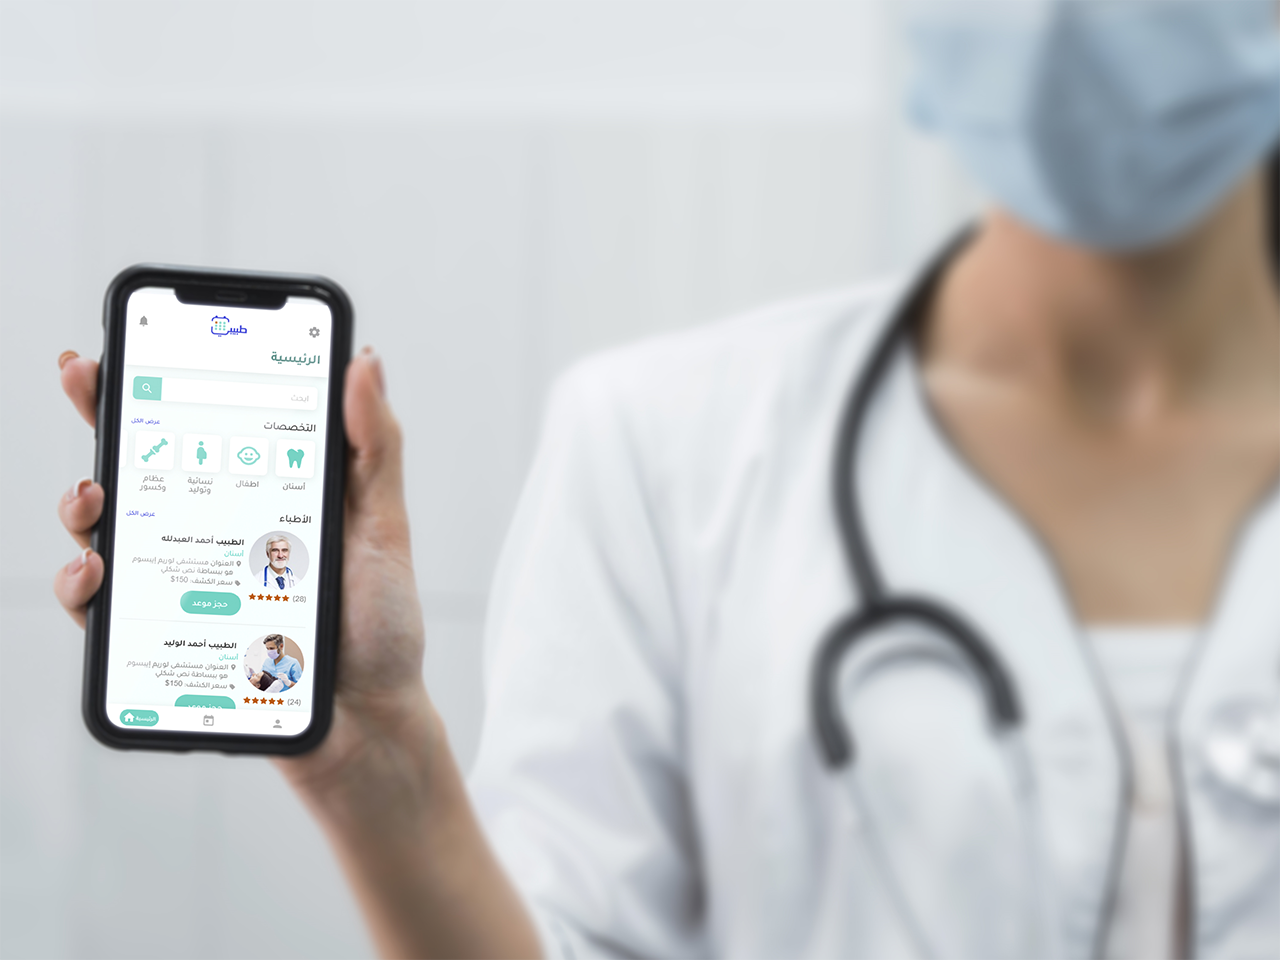 طبيب
الرئيسية
ابحث
التخصصات
عرض الكل
أسنان
اطفال
نسائية
وتوليد
عظام
وكسور
الأطباء
عرض الكل
الطبيب أحمد العبدلله
أسنان
العنوان مستشفى لوريم إيبسوم
هو ببساطة نص شكلي
سعر الكشف: 150$
(28)
حجز موعد
الطبيب أحمد الوليد
أسنان
العنوان مستشفى لوريم إيبسوم
هو ببساطة نص شكلي
سعر الكشف: 150$
(24)
حجز موعد
الرئيسية